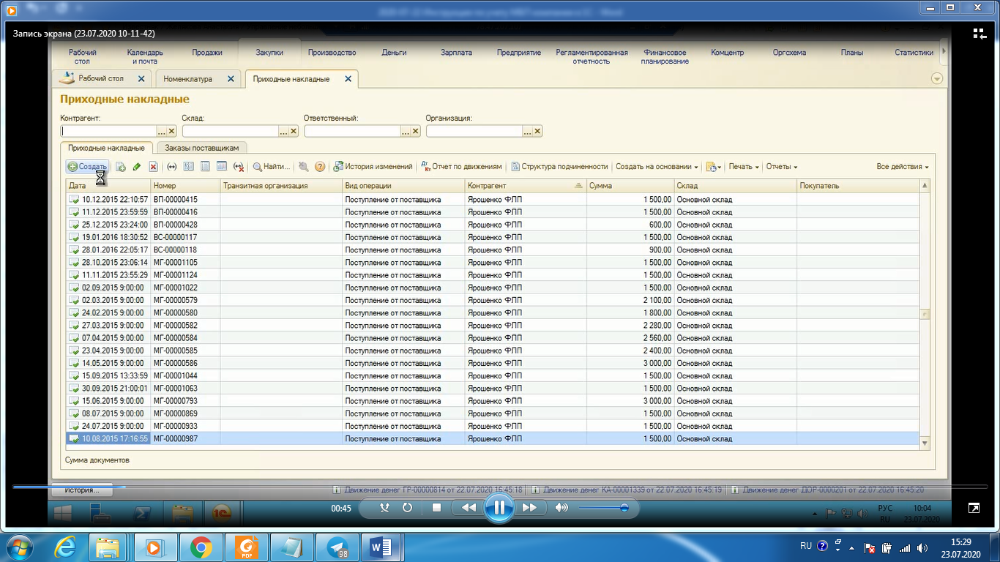 2020-07-23 Инструкция по учету МБП компании в 1С - Word
Запись экрана (23.07.2020 10-11-42)
Рабочий стол Календарь и почта Продажи Закупки Производство Деньги Зарплата Предприятие Регламентированная отчетность Финансовое планирование Комцентр Оргсхема Планы Статистики
Рабочий стол Номенклатура Приходные накладные
Приходные накладные
Контрагент: Склад: Ответственный: Организация:
Приходные накладные Заказы поставщикам
Создать Найти... История изменений Дт Кт Отчет по движениям Структура подчиненности Создать на основании Печать Отчеты Все действия
Дата Номер Транзитная организация Вид операции Контрагент Сумма Склад Покупатель
10.12.2015 22:10:57 ВП-00000415 Поступление от поставщика Ярошенко ФЛП 1 500,00 Основной склад
11.12.2015 23:59:59 ВП-00000416 Поступление от поставщика Ярошенко ФЛП 1 500,00 Основной склад
25.12.2015 23:24:00 ВП-00000428 Поступление от поставщика Ярошенко ФЛП 600,00 Основной склад
19.01.2016 18:30:52 ВС-00000117 Поступление от поставщика Ярошенко ФЛП 1 500,00 Основной склад
28.01.2016 22:05:17 ВС-00000118 Поступление от поставщика Ярошенко ФЛП 900,00 Основной склад
28.10.2015 23:06:14 МГ-00001105 Поступление от поставщика Ярошенко ФЛП 1 500,00 Основной склад
11.11.2015 23:55:29 МГ-00001124 Поступление от поставщика Ярошенко ФЛП 1 500,00 Основной склад
02.09.2015 9:00:00 МГ-00001022 Поступление от поставщика Ярошенко ФЛП 1 500,00 Основной склад
02.03.2015 9:00:00 МГ-00000579 Поступление от поставщика Ярошенко ФЛП 2 100,00 Основной склад
24.02.2015 9:00:00 МГ-00000580 Поступление от поставщика Ярошенко ФЛП 1 800,00 Основной склад
27.03.2015 9:00:00 МГ-00000582 Поступление от поставщика Ярошенко ФЛП 2 280,00 Основной склад
07.04.2015 9:00:00 МГ-00000584 Поступление от поставщика Ярошенко ФЛП 2 560,00 Основной склад
23.04.2015 9:00:00 МГ-00000585 Поступление от поставщика Ярошенко ФЛП 2 400,00 Основной склад
14.05.2015 9:00:00 МГ-00000586 Поступление от поставщика Ярошенко ФЛП 3 000,00 Основной склад
15.09.2015 13:33:59 МГ-00001044 Поступление от поставщика Ярошенко ФЛП 1 500,00 Основной склад
30.09.2015 21:00:01 МГ-00001063 Поступление от поставщика Ярошенко ФЛП 1 500,00 Основной склад
15.06.2015 9:00:00 МГ-00000793 Поступление от поставщика Ярошенко ФЛП 3 000,00 Основной склад
08.07.2015 9:00:00 МГ-00000869 Поступление от поставщика Ярошенко ФЛП 1 500,00 Основной склад
24.07.2015 9:00:00 МГ-00000933 Поступление от поставщика Ярошенко ФЛП 1 500,00 Основной склад
10.08.2015 17:16:55 МГ-00000987 Поступление от поставщика Ярошенко ФЛП 1 500,00 Основной склад
Сумма документов
История... Движение денег ГР-00000814 от 22.07.2020 16:45:18 Движение денег КА-00001339 от 22.07.2020 16:45:19 Движение денег ДОР-0000201 от 22.07.2020 16:45:20
00:45 РУС 10:04
RU 23.07.2020
98 PDF RU 15:29
23.07.2020